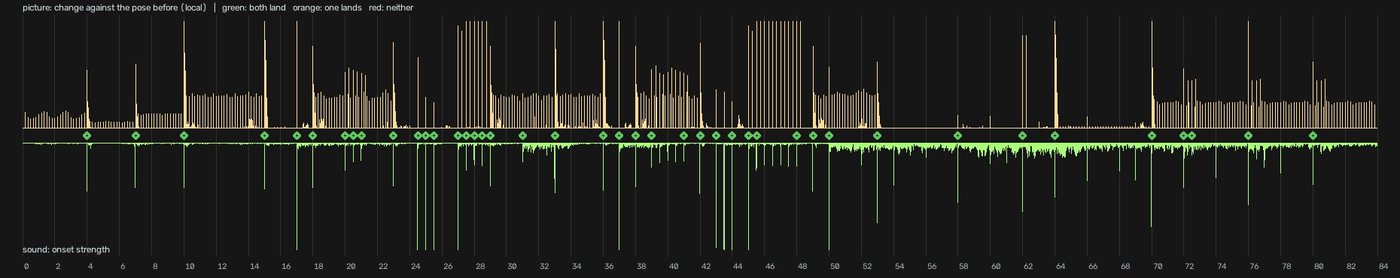 picture: change against the pose before (local) | green: both land orange: one lands red: neither
sound: onset strength
0 2 4 6 8 10 12 14 16 18 20 22 24 26 28 30 32 34 36 38 40 42 44 46 48 50 52 54 56 58 60 62 64 66 68 70 72 74 76 78 80 82 84